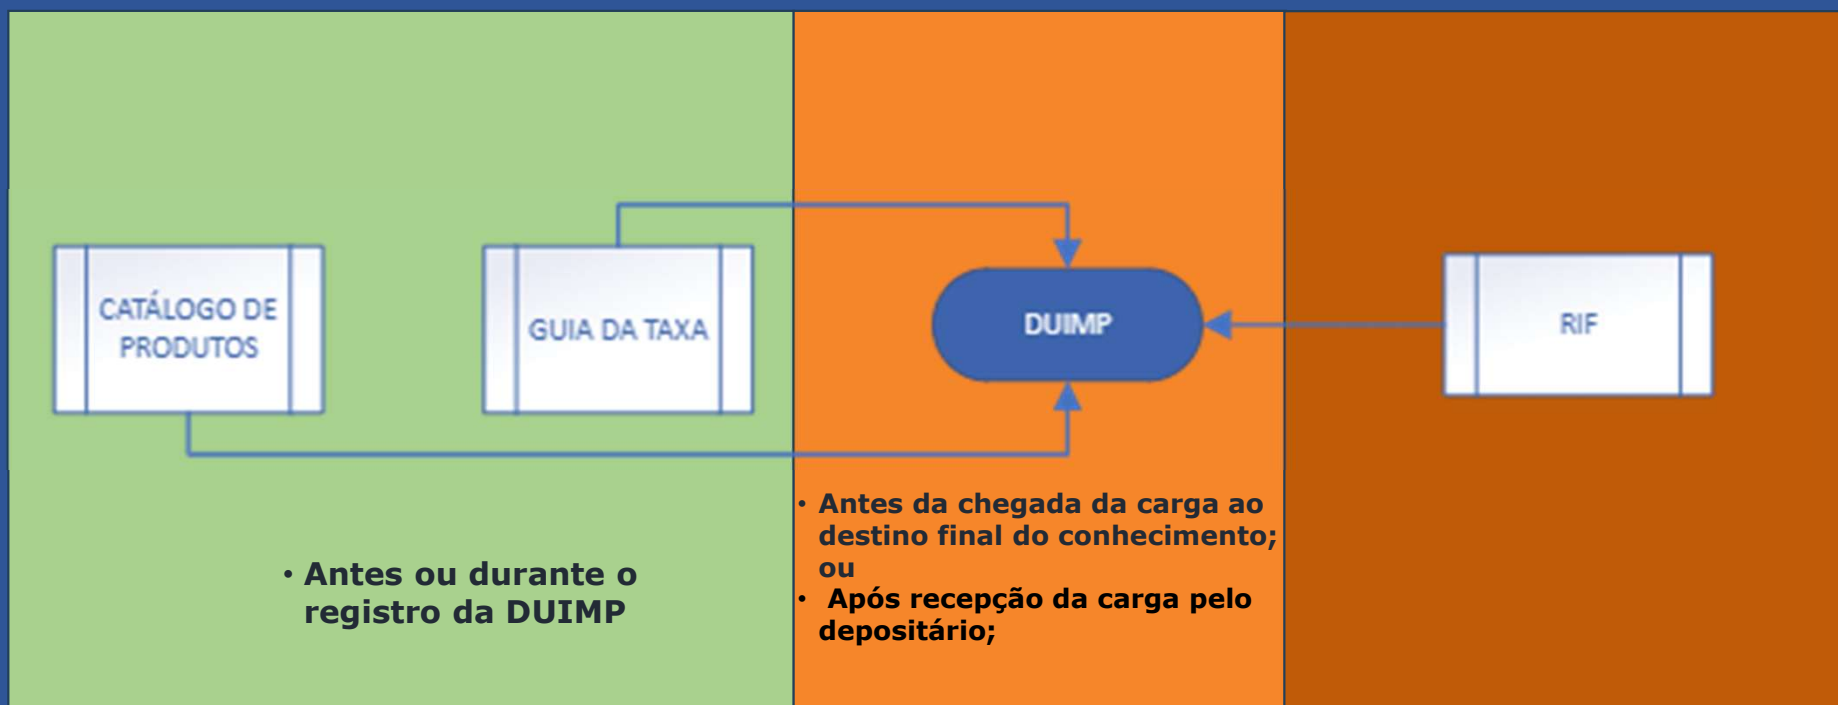 CATÁLOGO DE
PRODUTOS
GUIA DA TAXA
DUIMP
RIF
• Antes ou durante o
registro da DUIMP
• Antes da chegada da carga ao
destino final do conhecimento;
ou
• Após recepção da carga pelo
depositário;